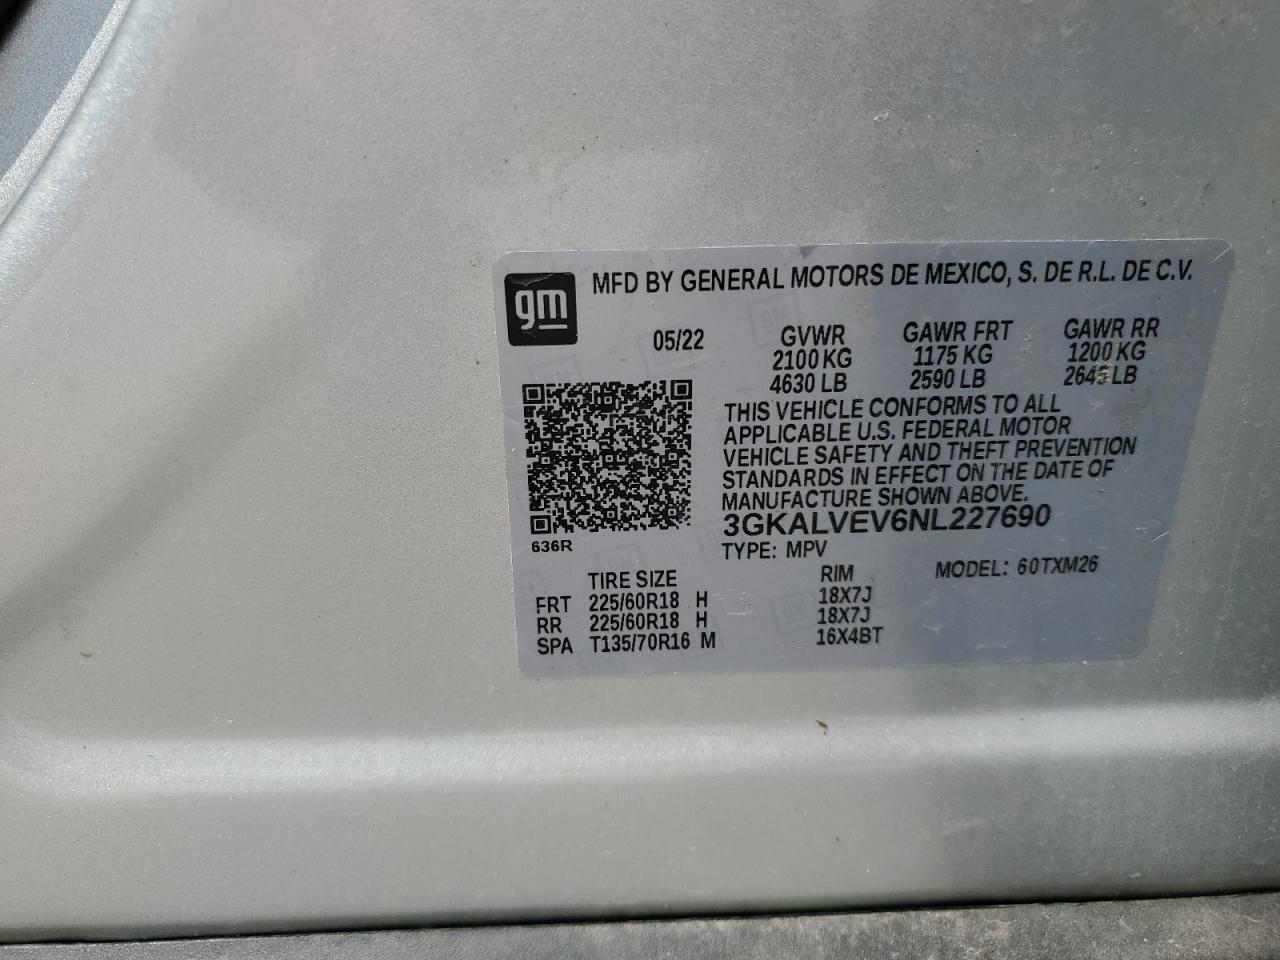 gm
MFD BY GENERAL MOTORS DE MEXICO, S. DE R.L. DE C.V.
05/22 GVWR GAWR FRT GAWR RR
2100 KG 1175 KG 1200 KG
4630 LB 2590 LB 2645 LB
THIS VEHICLE CONFORMS TO ALL
APPLICABLE U.S. FEDERAL MOTOR
VEHICLE SAFETY AND THEFT PREVENTION
STANDARDS IN EFFECT ON THE DATE OF
MANUFACTURE SHOWN ABOVE.
3GKALVEV6NL227690
636R
TYPE: MPV
MODEL: 60TXM26
TIRE SIZE RIM
FRT 225/60R18 H 18X7J
RR 225/60R18 H 18X7J
SPA T135/70R16 M 16X4BT